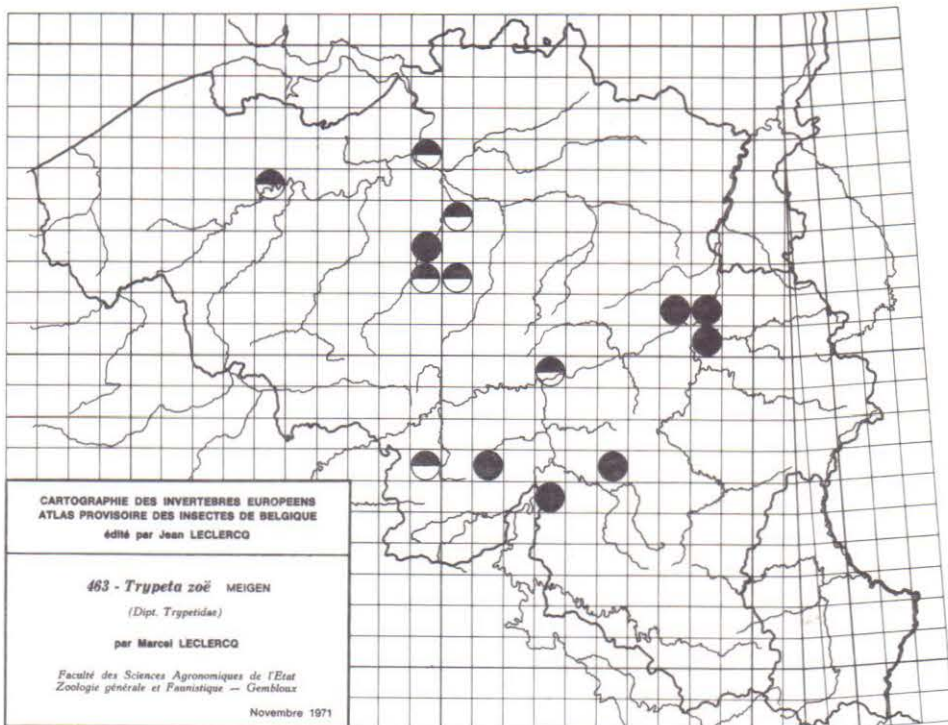 CARTOGRAPHIE DES INVERTEBRES EUROPEENS
ATLAS PROVISOIRE DES INSECTES DE BELGIQUE
édité par Jean LECLERCQ
463 - Trypeta zoë MEIGEN
(Dipt. Trypetidae)
par Marcel LECLERCQ
Faculté des Sciences Agronomiques de l'Etat
Zoologie générale et Faunistique — Gembloux
Novembre 1971